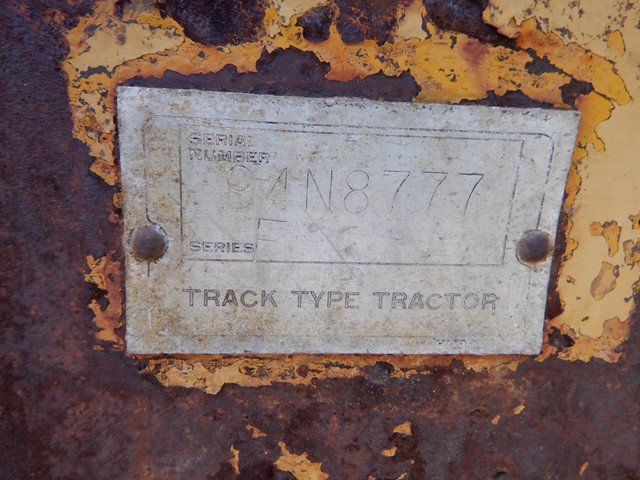 SERIAL
NUMBER
94N8777
SERIES F
TRACK TYPE TRACTOR